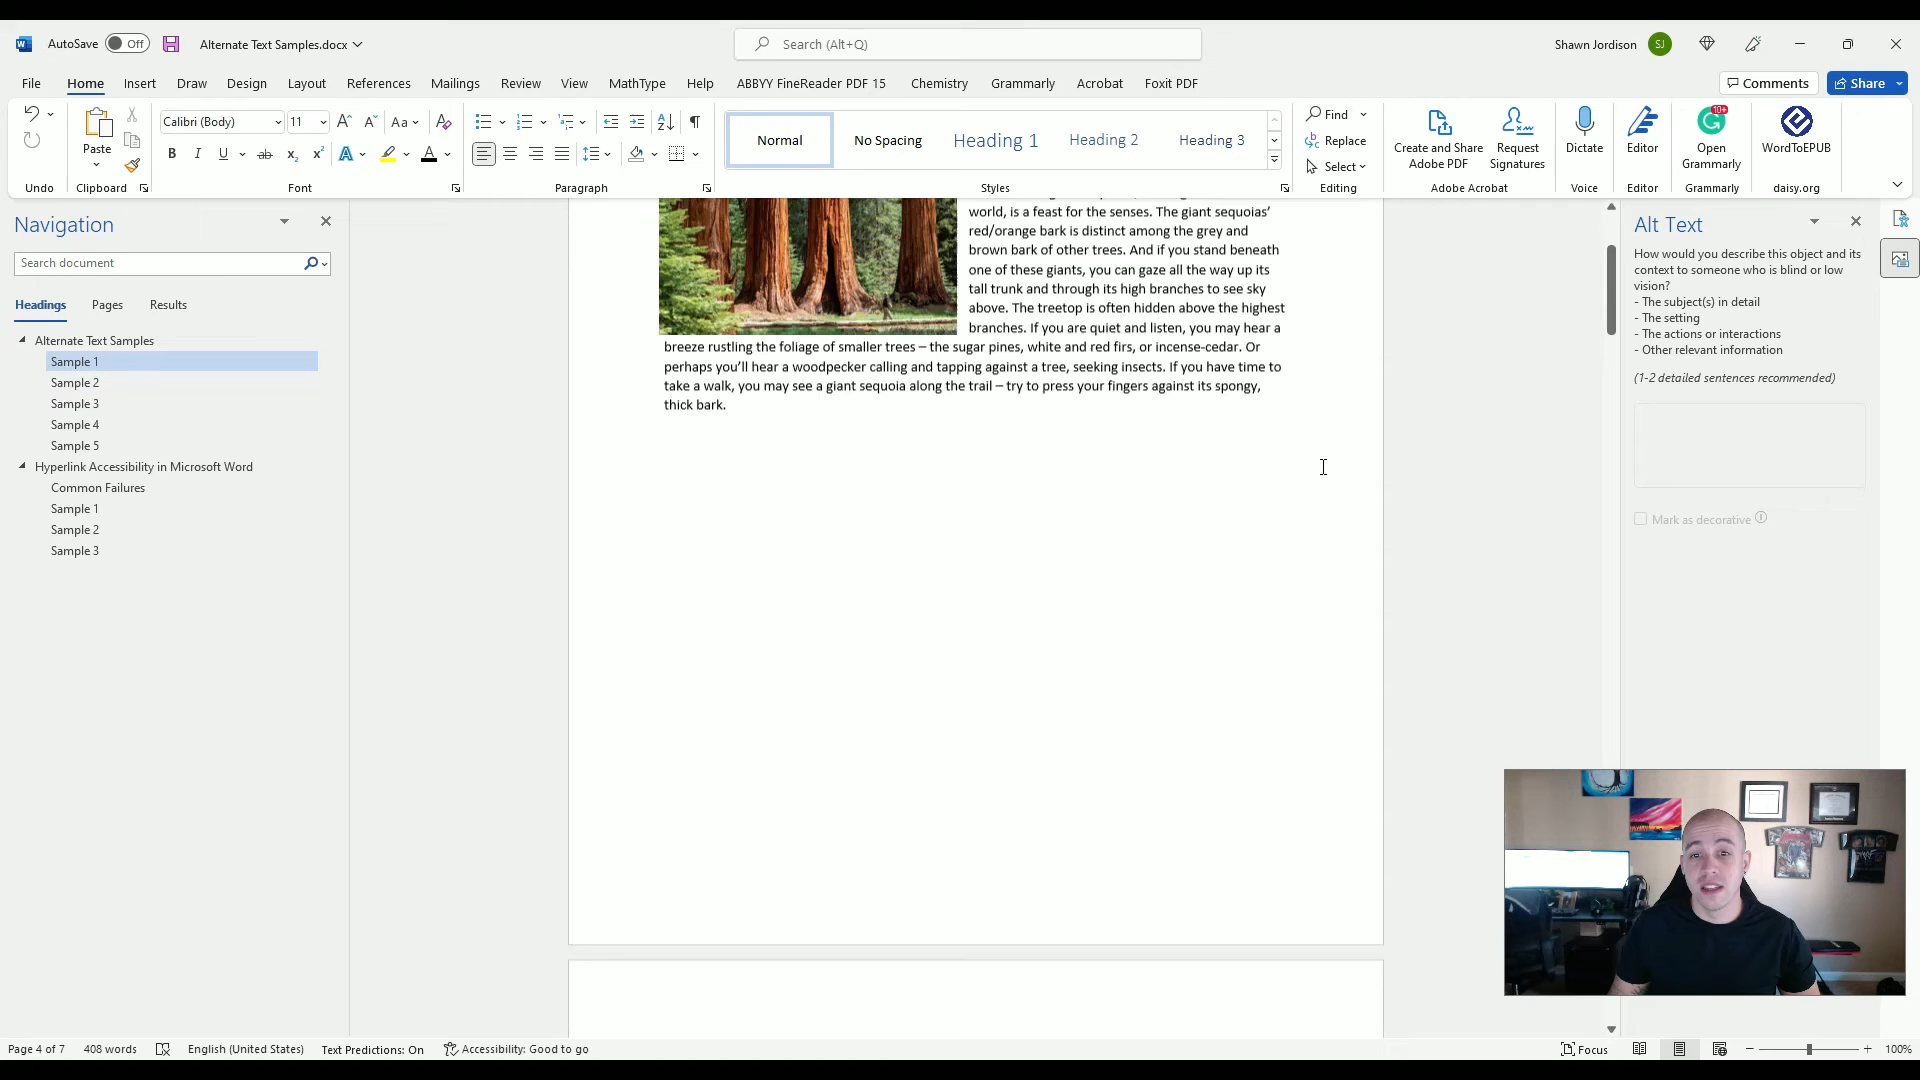 AutoSave Off Alternate Text Samples.docx Search (Alt+Q) Shawn Jordison SJ
File Home Insert Draw Design Layout References Mailings Review View MathType Help ABBYY FineReader PDF 15 Chemistry Grammarly Acrobat Foxit PDF Comments Share
Paste
Calibri (Body) 11 Aa
B I U ab x2 x2 A A
Normal No Spacing Heading 1 Heading 2 Heading 3
Find
Replace
Select
Create and Share
Adobe PDF
Request
Signatures
Dictate
Editor
10+
Open
Grammarly
WordToEPUB
Undo Clipboard Font Paragraph Styles Editing Adobe Acrobat Voice Editor Grammarly daisy.org
Navigation
Search document
Headings Pages Results
Alternate Text Samples
Sample 1
Sample 2
Sample 3
Sample 4
Sample 5
Hyperlink Accessibility in Microsoft Word
Common Failures
Sample 1
Sample 2
Sample 3
world, is a feast for the senses. The giant sequoias’
red/orange bark is distinct among the grey and
brown bark of other trees. And if you stand beneath
one of these giants, you can gaze all the way up its
tall trunk and through its high branches to see sky
above. The treetop is often hidden above the highest
branches. If you are quiet and listen, you may hear a
breeze rustling the foliage of smaller trees – the sugar pines, white and red firs, or incense-cedar. Or
perhaps you’ll hear a woodpecker calling and tapping against a tree, seeking insects. If you have time to
take a walk, you may see a giant sequoia along the trail – try to press your fingers against its spongy,
thick bark.
Alt Text
How would you describe this object and its
context to someone who is blind or low
vision?
- The subject(s) in detail
- The setting
- The actions or interactions
- Other relevant information
(1-2 detailed sentences recommended)
Mark as decorative
Page 4 of 7 408 words English (United States) Text Predictions: On Accessibility: Good to go Focus 100%